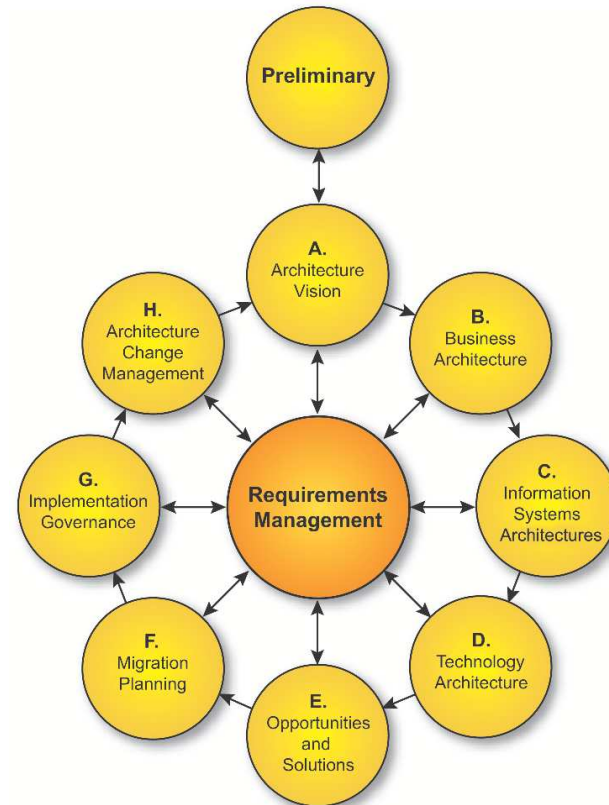 Preliminary
A.
Architecture
Vision
B.
Business
Architecture
C.
Information
Systems
Architectures
D.
Technology
Architecture
E.
Opportunities
and
Solutions
F.
Migration
Planning
G.
Implementation
Governance
H.
Architecture
Change
Management
Requirements
Management